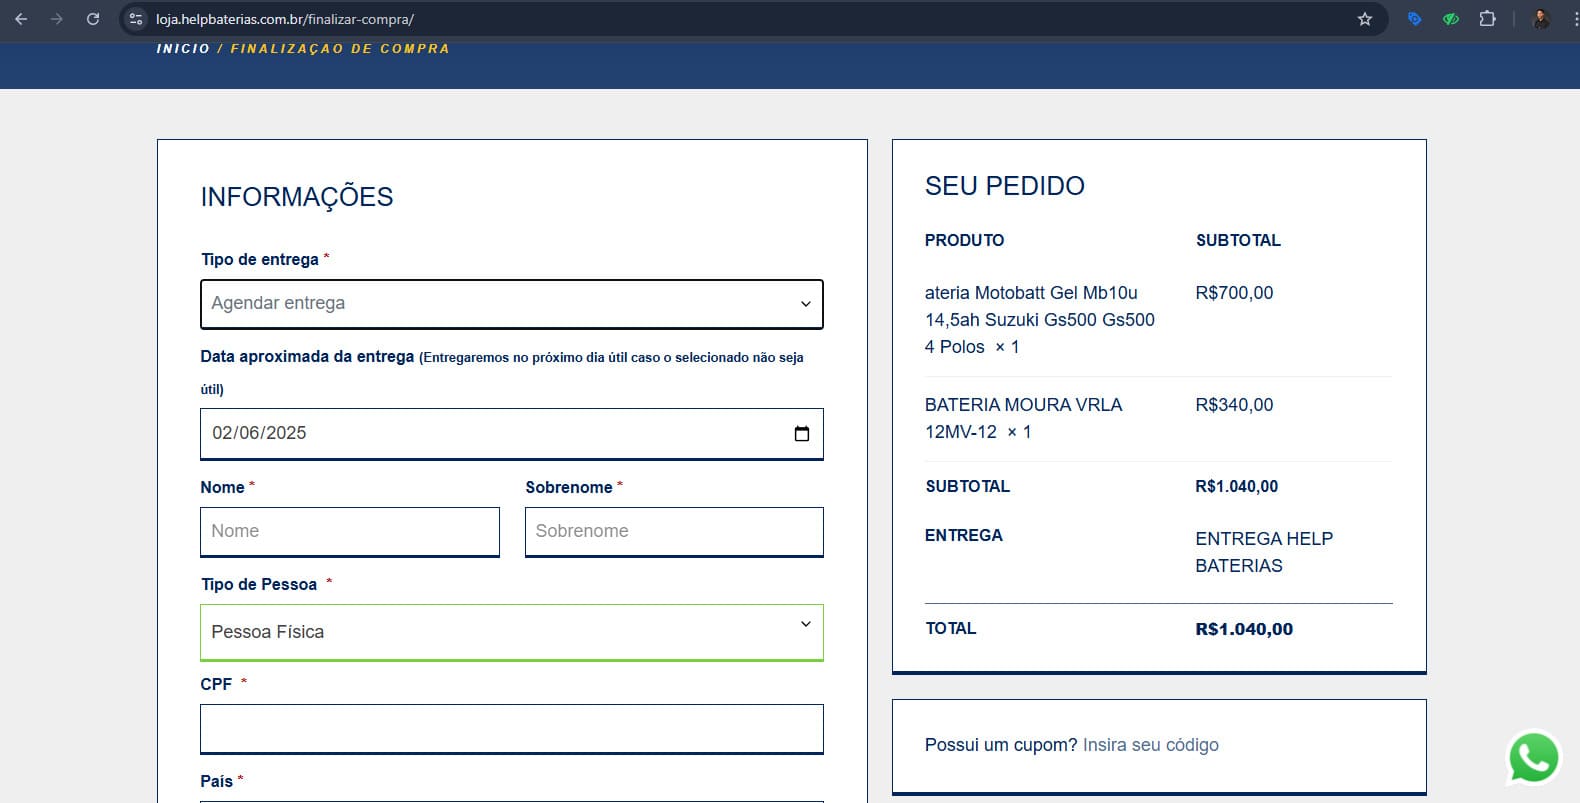 loja.helpbaterias.com.br/finalizar-compra/
INÍCIO / FINALIZAÇÃO DE COMPRA
INFORMAÇÕES
Tipo de entrega *
Agendar entrega
Data aproximada da entrega (Entregaremos no próximo dia útil caso o selecionado não seja
útil)
02/06/2025
Nome *
Sobrenome *
Nome
Sobrenome
Tipo de Pessoa *
Pessoa Física
CPF *
País *
SEU PEDIDO
PRODUTO
SUBTOTAL
ateria Motobatt Gel Mb10u
14,5ah Suzuki Gs500 Gs500
4 Polos × 1
R$700,00
BATERIA MOURA VRLA
12MV-12 × 1
R$340,00
SUBTOTAL
R$1.040,00
ENTREGA
ENTREGA HELP
BATERIAS
TOTAL
R$1.040,00
Possui um cupom? Insira seu código